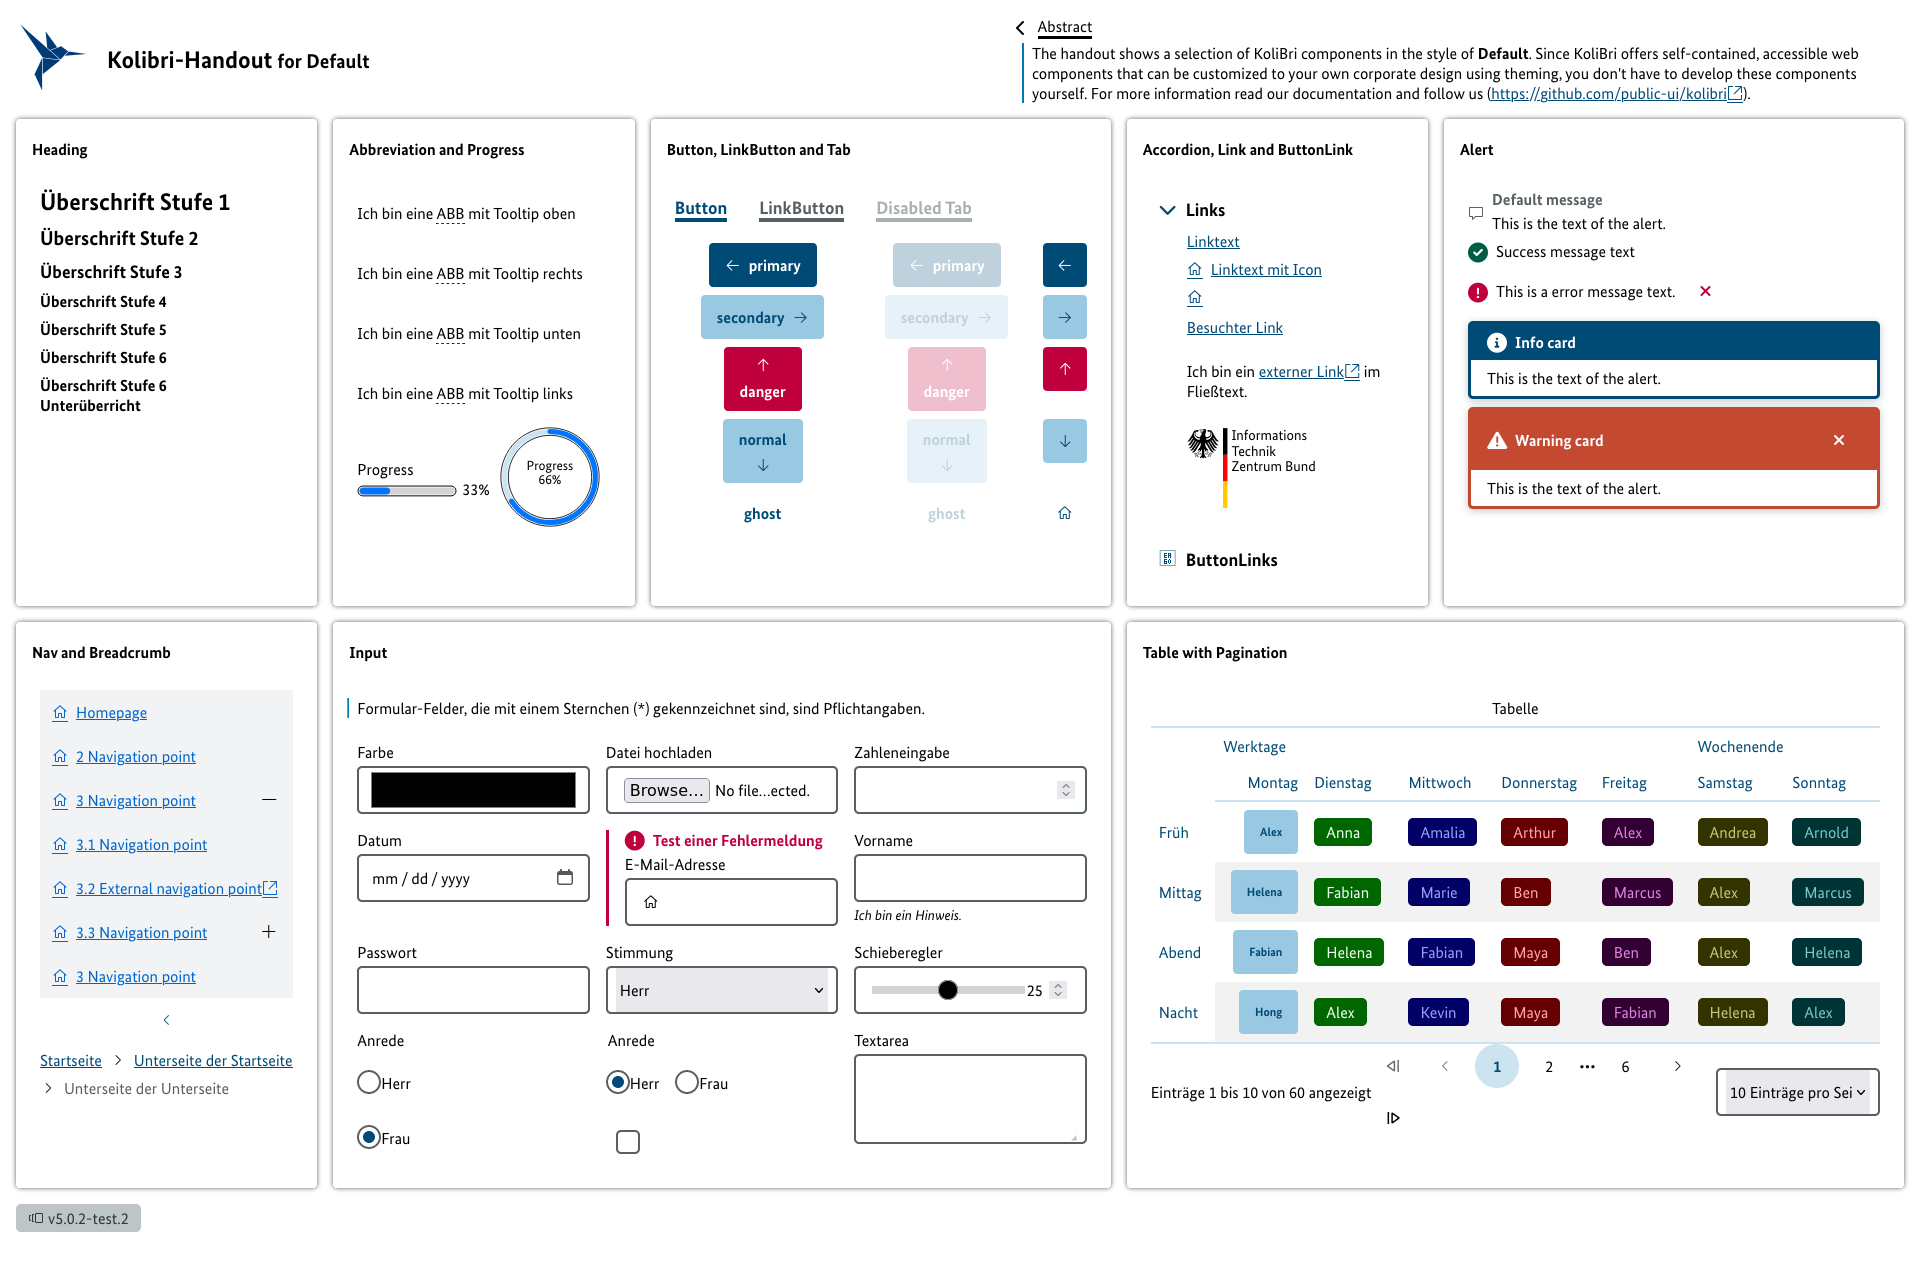 Kolibri-Handout for Default
Abstract
The handout shows a selection of KoliBri components in the style of Default. Since KoliBri offers self-contained, accessible web
components that can be customized to your own corporate design using theming, you don't have to develop these components
yourself. For more information read our documentation and follow us (https://github.com/public-ui/kolibri).
Heading
Überschrift Stufe 1
Überschrift Stufe 2
Überschrift Stufe 3
Überschrift Stufe 4
Überschrift Stufe 5
Überschrift Stufe 6
Überschrift Stufe 6
Unterüberricht
Abbreviation and Progress
Ich bin eine ABB mit Tooltip oben
Ich bin eine ABB mit Tooltip rechts
Ich bin eine ABB mit Tooltip unten
Ich bin eine ABB mit Tooltip links
Progress
33%
Progress
66%
Button, LinkButton and Tab
Button LinkButton Disabled Tab
primary primary
secondary secondary
danger danger
normal normal
ghost ghost
Accordion, Link and ButtonLink
Links
Linktext
Linktext mit Icon
Besuchter Link
Ich bin ein externer Link im
Fließtext.
Informations
Technik
Zentrum Bund
ButtonLinks
Alert
Default message
This is the text of the alert.
Success message text
This is a error message text.
Info card
This is the text of the alert.
Warning card
This is the text of the alert.
Nav and Breadcrumb
Homepage
2 Navigation point
3 Navigation point
3.1 Navigation point
3.2 External navigation point
3.3 Navigation point
3 Navigation point
Startseite Unterseite der Startseite
Unterseite der Unterseite
Input
Formular-Felder, die mit einem Sternchen (*) gekennzeichnet sind, sind Pflichtangaben.
Farbe Datei hochladen Zahleneingabe
Browse... No file...ected.
Datum Test einer Fehlermeldung Vorname
E-Mail-Adresse
mm / dd / yyyy
Ich bin ein Hinweis.
Passwort Stimmung Schieberegler
Herr 25
Anrede Anrede Textarea
Herr Herr Frau
Frau
Table with Pagination
Tabelle
Werktage Wochenende
Montag Dienstag Mittwoch Donnerstag Freitag Samstag Sonntag
Früh Alex Anna Amalia Arthur Alex Andrea Arnold
Mittag Helena Fabian Marie Ben Marcus Alex Marcus
Abend Fabian Helena Fabian Maya Ben Alex Helena
Nacht Hong Alex Kevin Maya Fabian Helena Alex
1 2 ••• 6
Einträge 1 bis 10 von 60 angezeigt
10 Einträge pro Sei
v5.0.2-test.2